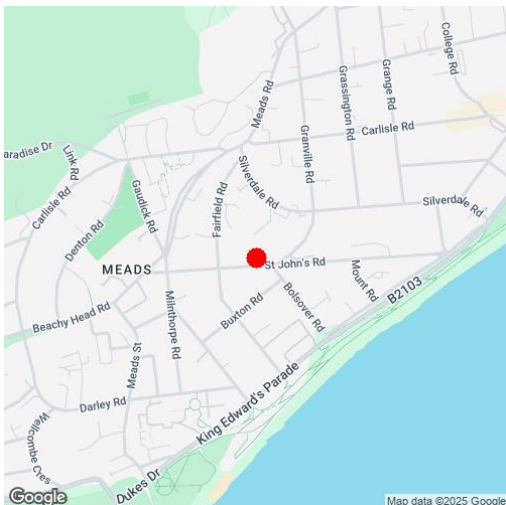 College Rd
Grange Rd
Grassington Rd
Meads Rd
Granville Rd
Carlisle Rd
aradise Dr
Link Rd
Silverdale Rd
Carlisle Rd
Gaudick Rd
Fairfield Rd
Silverdale Rd
Denton Rd
MEADS
St John's Rd
Mount Rd
B2103
Bolsover Rd
Milnthorpe Rd
Buxton Rd
Beachy Head Rd
Meads St
King Edward's Parade
Darley Rd
Wellcombe Cres
Dukes Dr
Google
Map data ©2025 Google